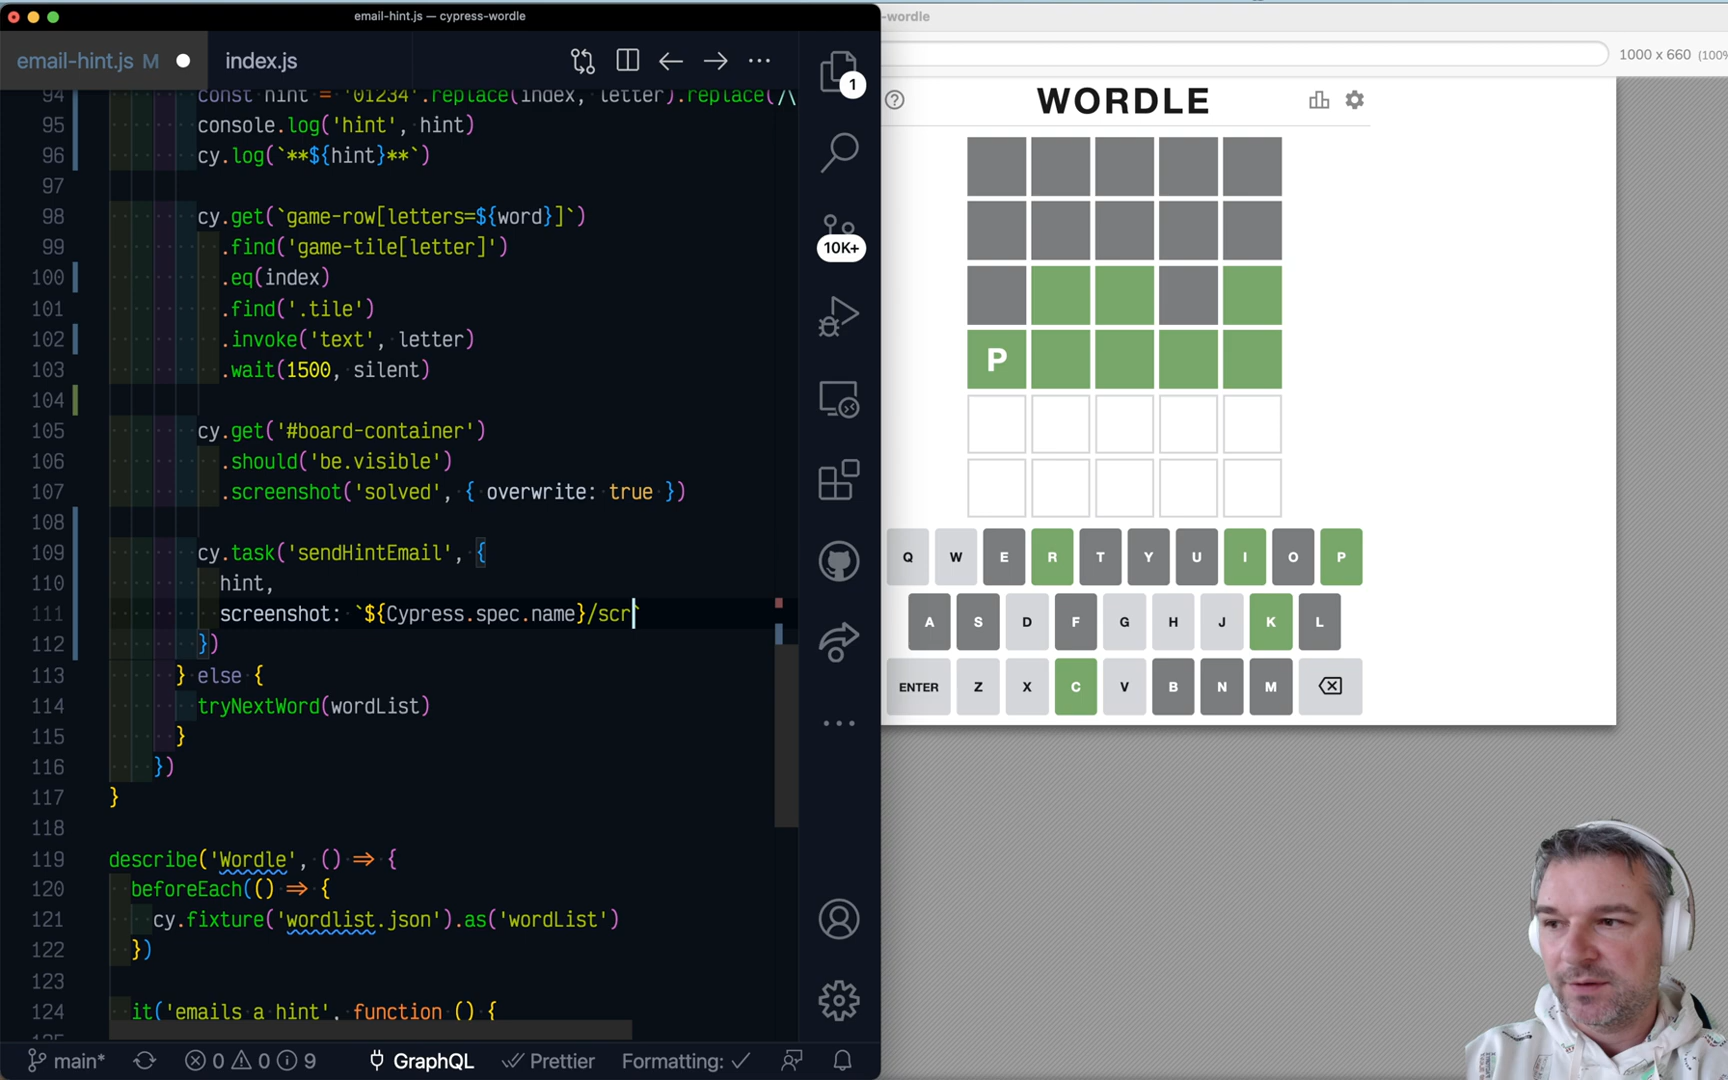 email-hint.js — cypress-wordle
-wordle
email-hint.js M
index.js
1000 x 660 (100%
94 const hint = '01234'.replace(index, letter).replace(/\
95 console.log('hint', hint)
96 cy.log(`**${hint}**`)
97
98 cy.get(`game-row[letters=${word}]`)
99 .find('game-tile[letter]')
100 .eq(index)
101 .find('.tile')
102 .invoke('text', letter)
103 .wait(1500, silent)
104
105 cy.get('#board-container')
106 .should('be.visible')
107 .screenshot('solved', { overwrite: true })
108
109 cy.task('sendHintEmail', {
110 hint,
111 screenshot: `${Cypress.spec.name}/scr`
112 })
113 } else {
114 tryNextWord(wordList)
115 }
116 })
117 }
118
119 describe('Wordle', () => {
120 beforeEach(() => {
121 cy.fixture('wordlist.json').as('wordList')
122 })
123
124 it('emails a hint', function () {
1
10K+
main*
0 0 9
GraphQL
Prettier
Formatting: ✓
?
WORDLE
P
Q W E R T Y U I O P
A S D F G H J K L
ENTER Z X C V B N M